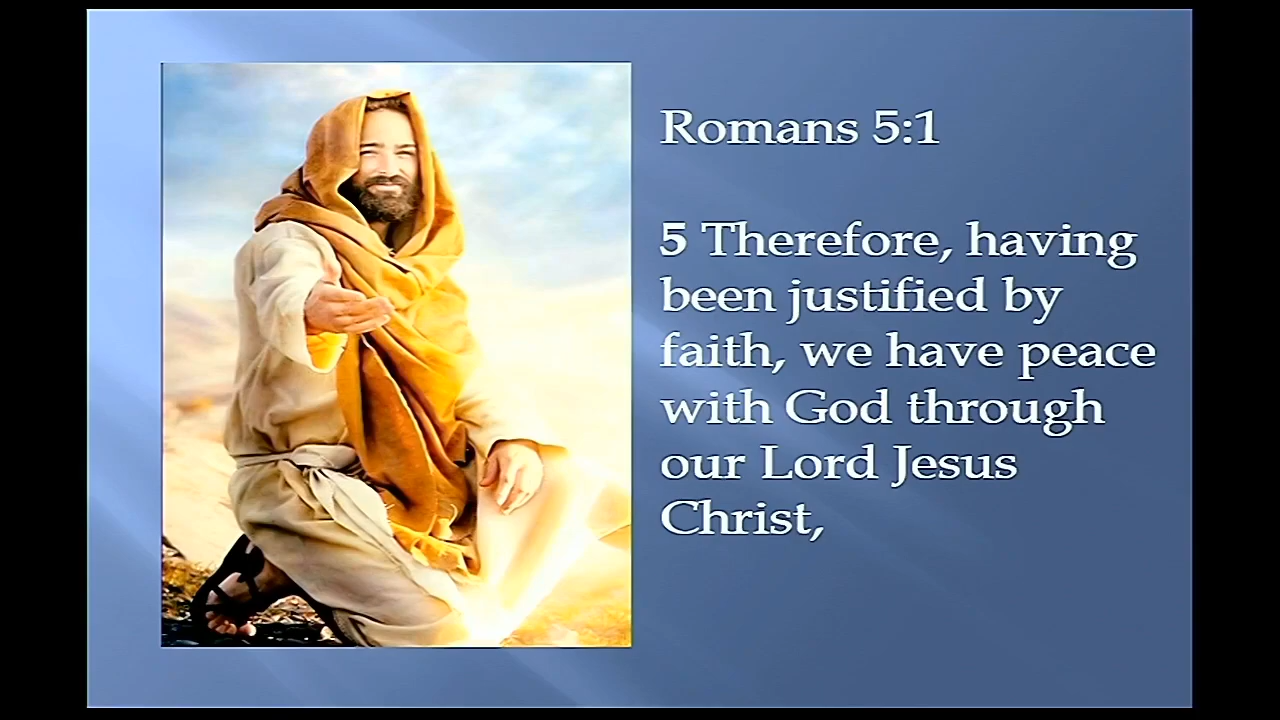 Romans 5:1
5 Therefore, having
been justified by
faith, we have peace
with God through
our Lord Jesus
Christ,